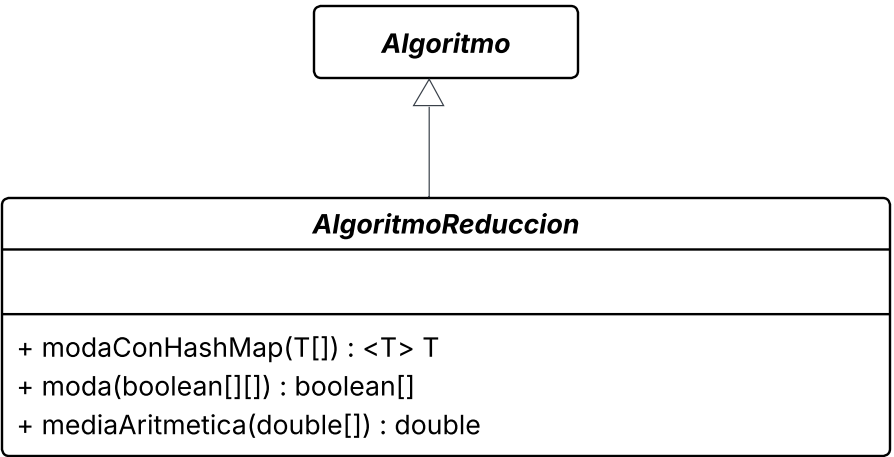 Algoritmo
AlgoritmoReduccion
+ modaConHashMap(T[]) : <T> T
+ moda(boolean[][]) : boolean[]
+ mediaAritmetica(double[]) : double